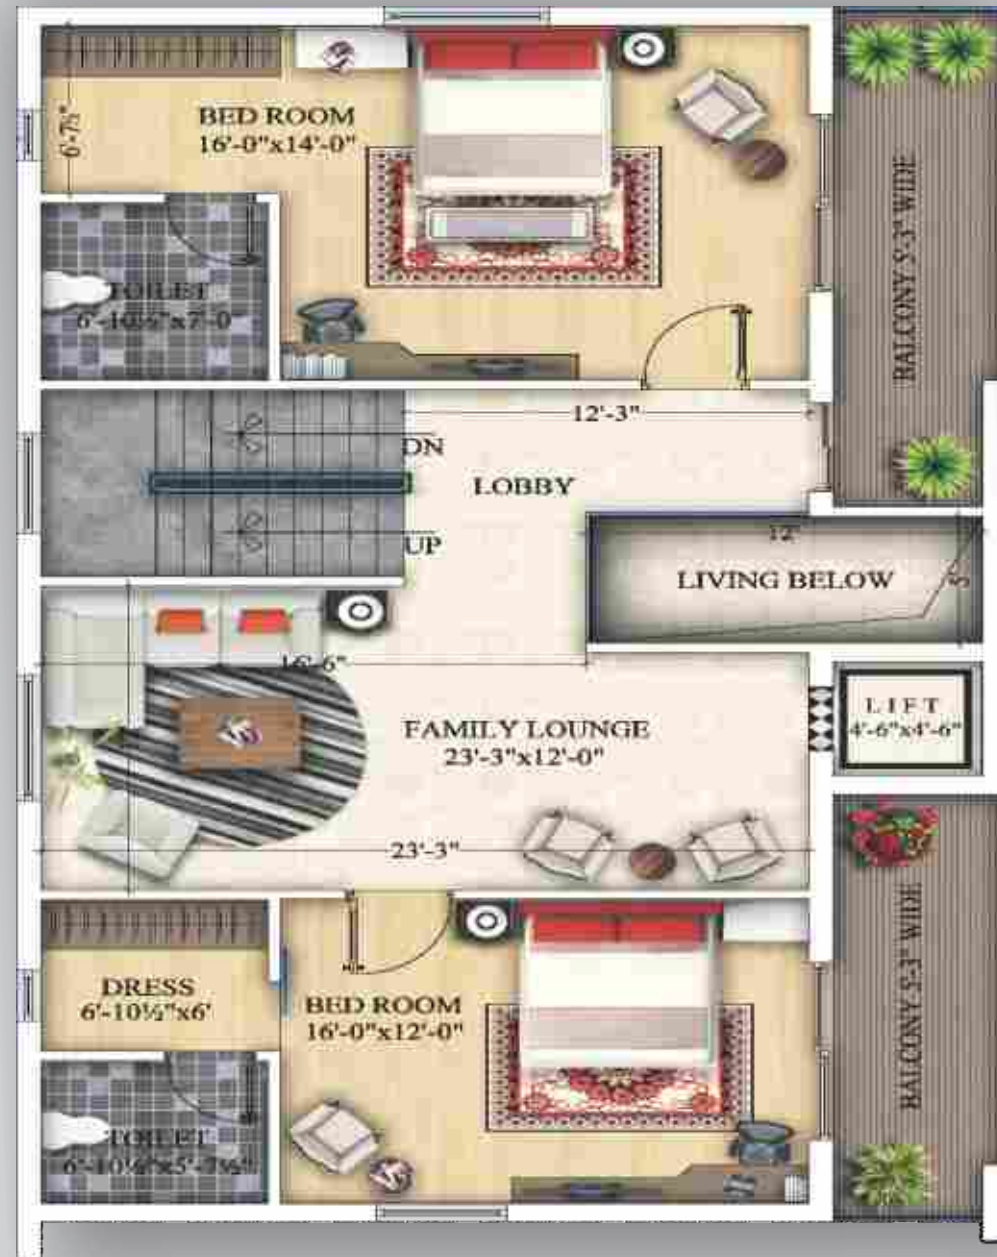 6'-7½"
BED ROOM
16'-0"x14'-0"
BALCONY 5'-3" WIDE
TOILET
6'-10½"x7'-0
12'-3"
DN
LOBBY
UP
12'
LIVING BELOW
5'
16'-6"
LIFT
4'-6"x4'-6"
FAMILY LOUNGE
23'-3"x12'-0"
23'-3"
DRESS
6'-10½"x6'
BED ROOM
16'-0"x12'-0"
BALCONY 5'-3" WIDE
TOILET
6'-10½"x5'-7½"